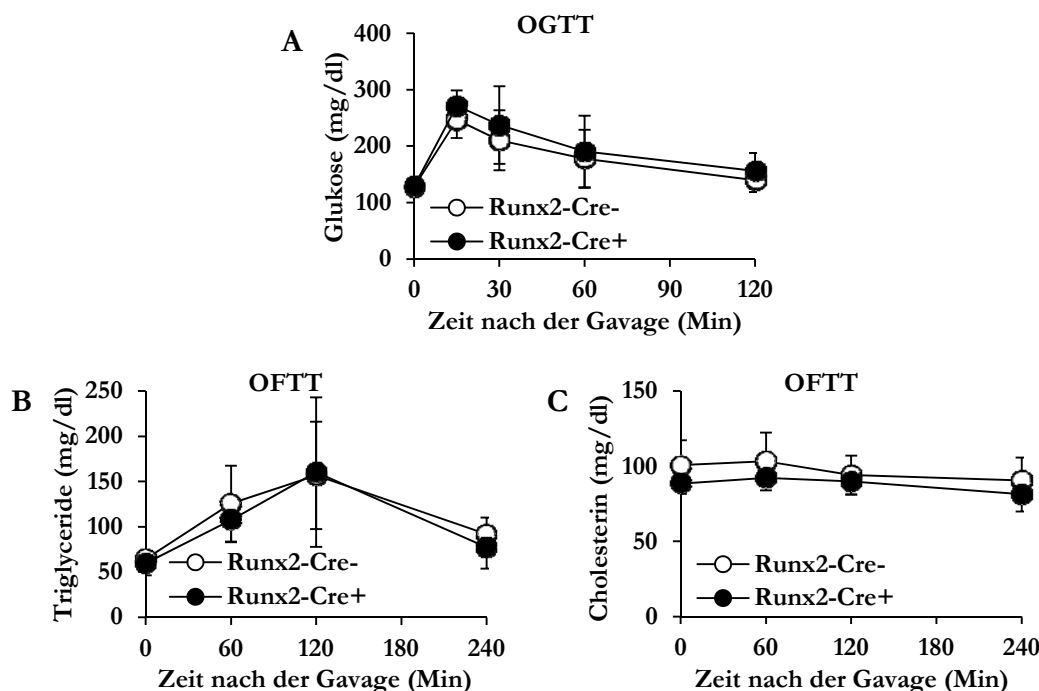 A
OGTT
Glukose (mg/dl)
400
300
200
100
0
Runx2-Cre-
Runx2-Cre+
0 30 60 90 120
Zeit nach der Gavage (Min)
B
OFTT
Triglyceride (mg/dl)
250
200
150
100
50
0
Runx2-Cre-
Runx2-Cre+
0 60 120 180 240
Zeit nach der Gavage (Min)
C
OFTT
Cholesterin (mg/dl)
150
100
50
0
Runx2-Cre-
Runx2-Cre+
0 60 120 180 240
Zeit nach der Gavage (Min)